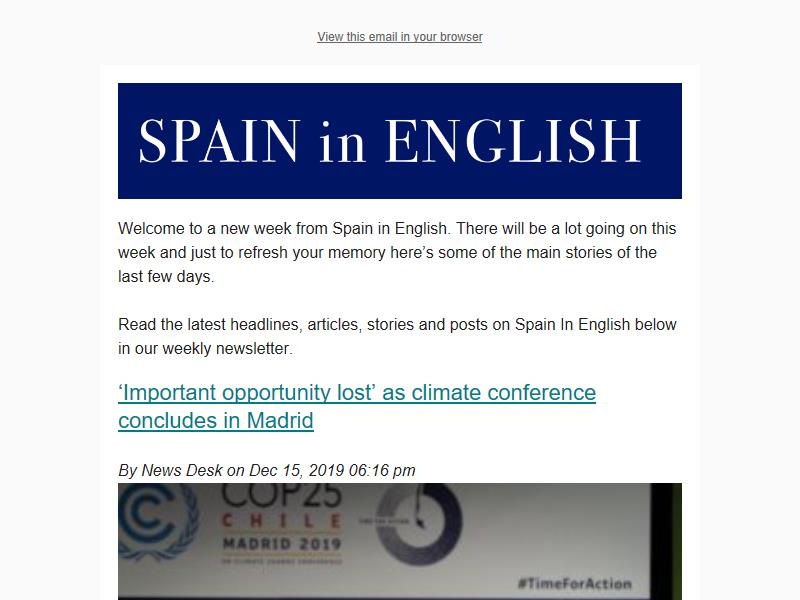 View this email in your browser
SPAIN in ENGLISH
Welcome to a new week from Spain in English. There will be a lot going on this
week and just to refresh your memory here’s some of the main stories of the
last few days.
Read the latest headlines, articles, stories and posts on Spain In English below
in our weekly newsletter.
‘Important opportunity lost’ as climate conference
concludes in Madrid
By News Desk on Dec 15, 2019 06:16 pm
COP25
CHILE
MADRID 2019
UN CLIMATE CHANGE CONFERENCE
#TimeForAction